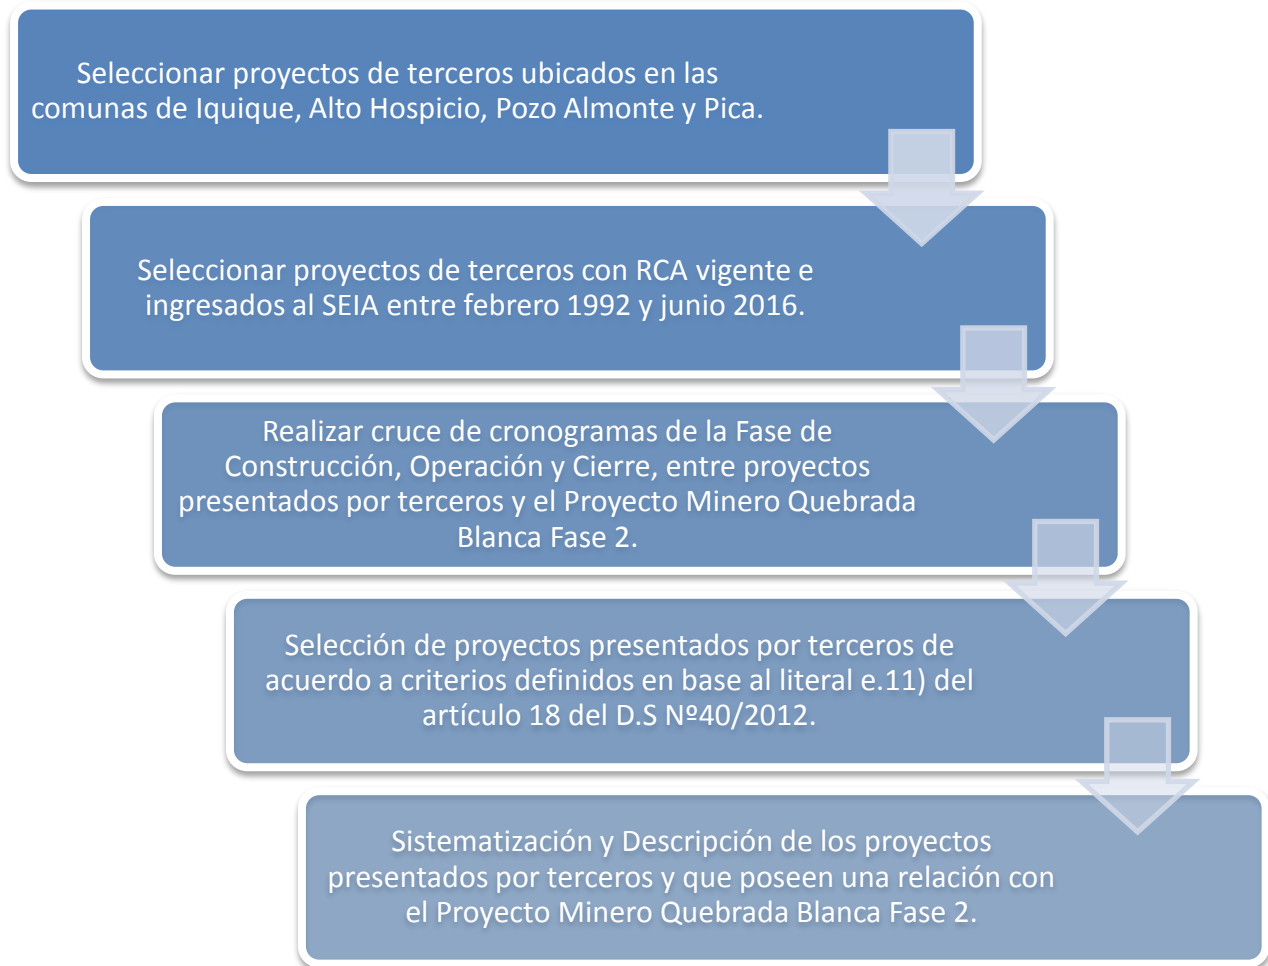 Seleccionar proyectos de terceros ubicados en las
comunas de Iquique, Alto Hospicio, Pozo Almonte y Pica.
Seleccionar proyectos de terceros con RCA vigente e
ingresados al SEIA entre febrero 1992 y junio 2016.
Realizar cruce de cronogramas de la Fase de
Construcción, Operación y Cierre, entre proyectos
presentados por terceros y el Proyecto Minero Quebrada
Blanca Fase 2.
Selección de proyectos presentados por terceros de
acuerdo a criterios definidos en base al literal e.11) del
artículo 18 del D.S Nº40/2012.
Sistematización y Descripción de los proyectos
presentados por terceros y que poseen una relación con
el Proyecto Minero Quebrada Blanca Fase 2.